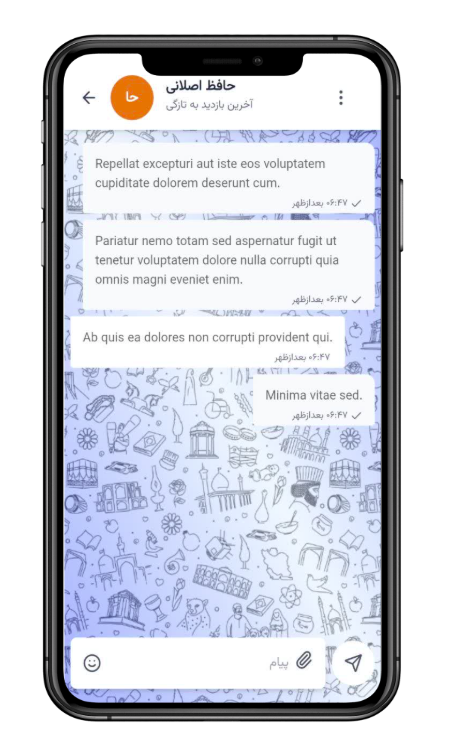 حافظ اصلانی
حا
آخرین بازدید به تازگی
Repellat excepturi aut iste eos voluptatem
cupiditate dolorem deserunt cum.
۰۶:۴۷ بعدازظهر
Pariatur nemo totam sed aspernatur fugit ut
tenetur voluptatem dolore nulla corrupti quia
omnis magni eveniet enim.
۰۶:۴۷ بعدازظهر
Ab quis ea dolores non corrupti provident qui.
۰۶:۴۷ بعدازظهر
Minima vitae sed.
۰۶:۴۷ بعدازظهر
پیام